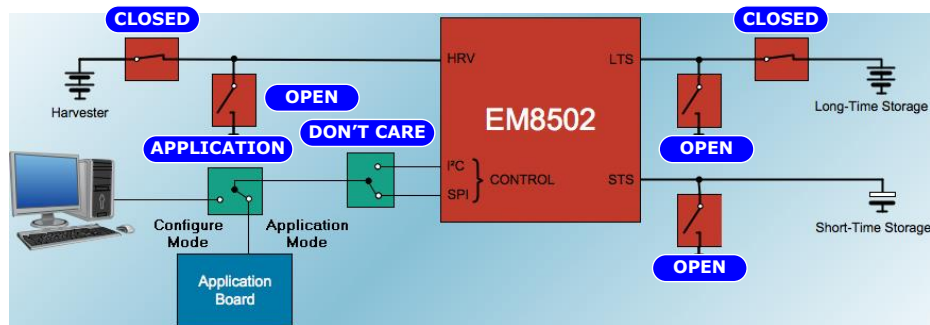 CLOSED
CLOSED
HRV
LTS
Harvester
OPEN
Long-Time Storage
EM8502
DON'T CARE
APPLICATION
OPEN
I²C
CONTROL
SPI
STS
Configure
Mode
Application
Mode
Short-Time Storage
OPEN
Application
Board